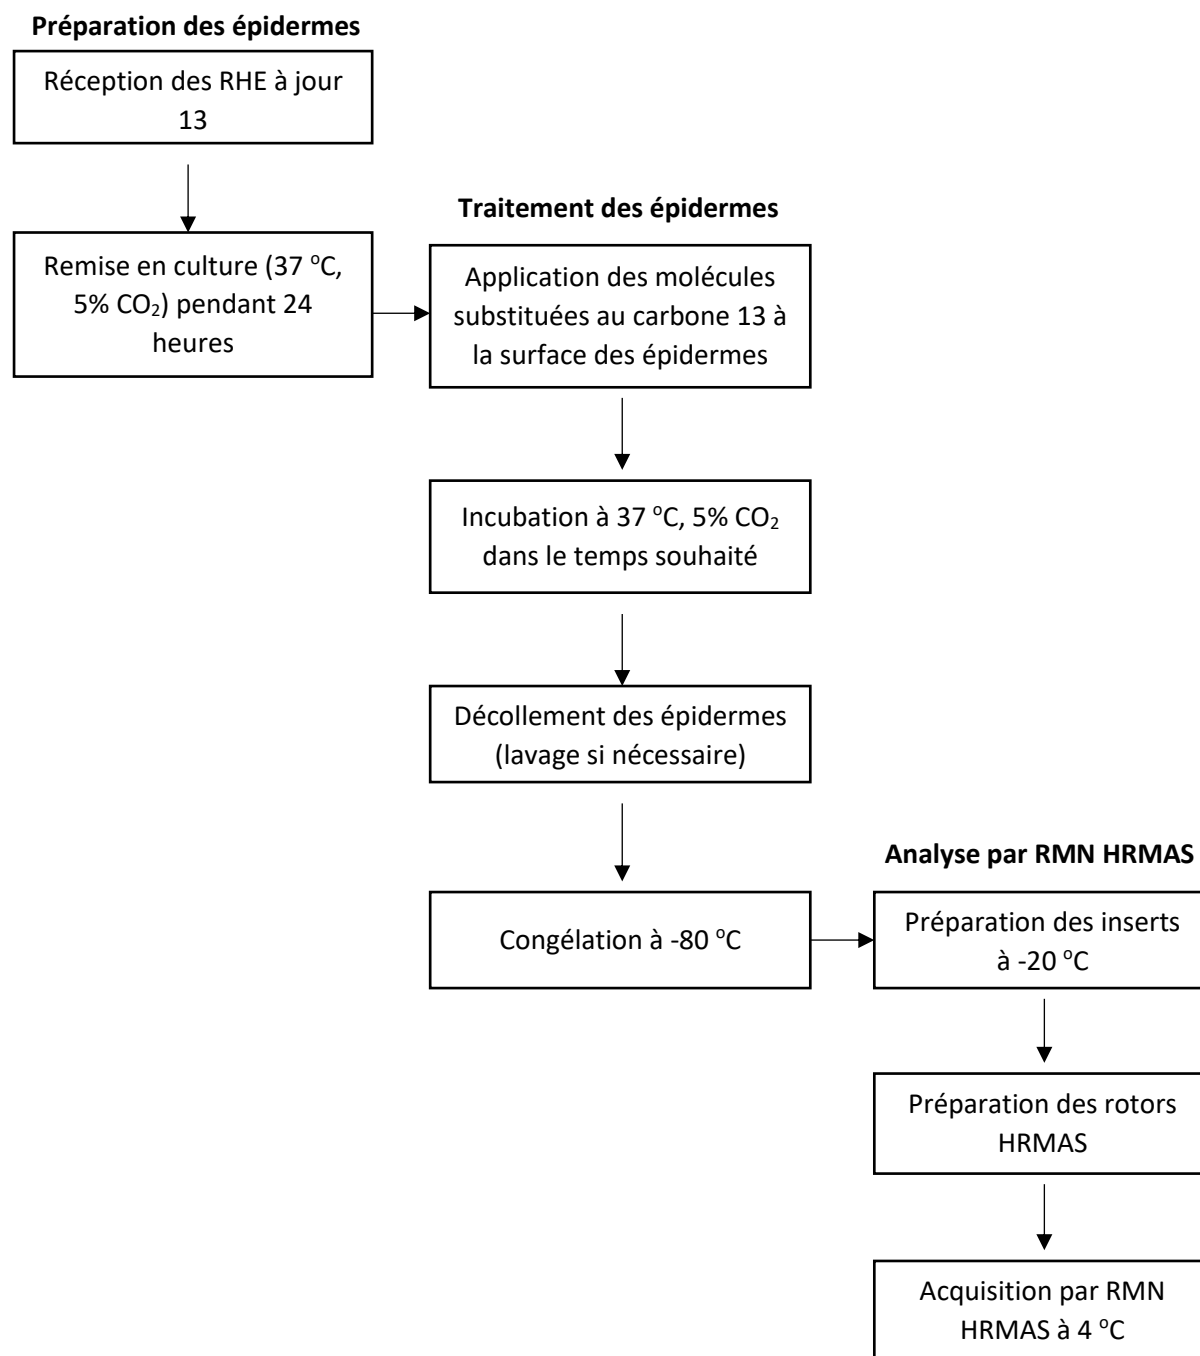 Préparation des épidermes
Réception des RHE à jour
13
Remise en culture (37 °C,
5% CO₂) pendant 24
heures
Traitement des épidermes
Application des molécules
substituées au carbone 13 à
la surface des épidermes
Incubation à 37 °C, 5% CO₂
dans le temps souhaité
Décollement des épidermes
(lavage si nécessaire)
Congélation à -80 °C
Analyse par RMN HRMAS
Préparation des inserts
à -20 °C
Préparation des rotors
HRMAS
Acquisition par RMN
HRMAS à 4 °C